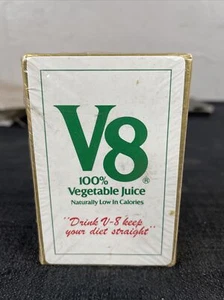 V8®
100%
Vegetable Juice
Naturally Low In Calories
"Drink V-8 keep
your diet straight"